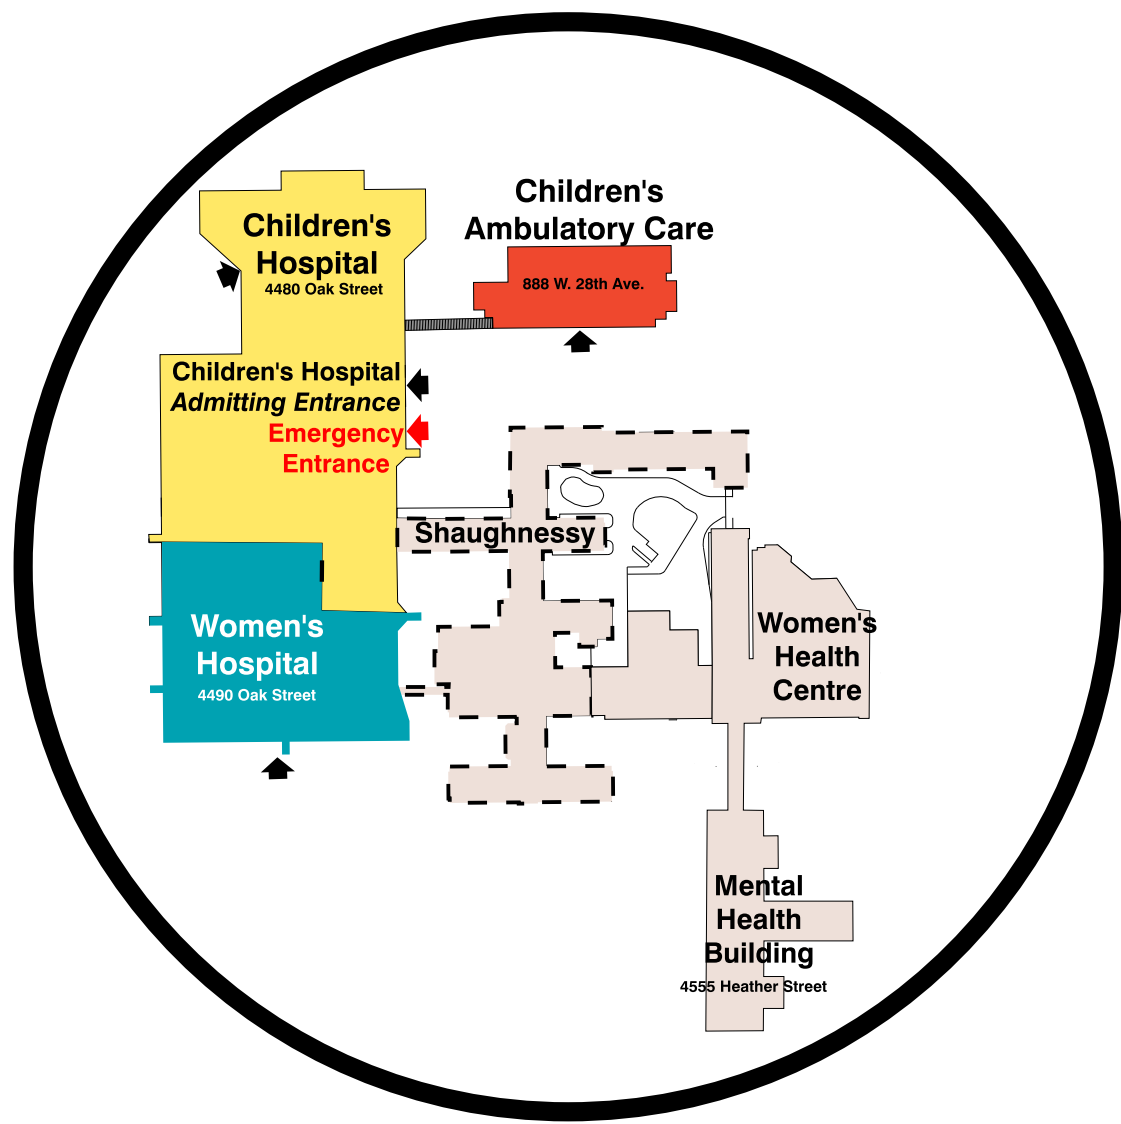 Children's
Hospital
4480 Oak Street
Children's
Ambulatory Care
888 W. 28th Ave.
Children's Hospital
Admitting Entrance
Emergency
Entrance
Shaughnessy
Women's
Hospital
4490 Oak Street
Women's
Health
Centre
Mental
Health
Building
4555 Heather Street